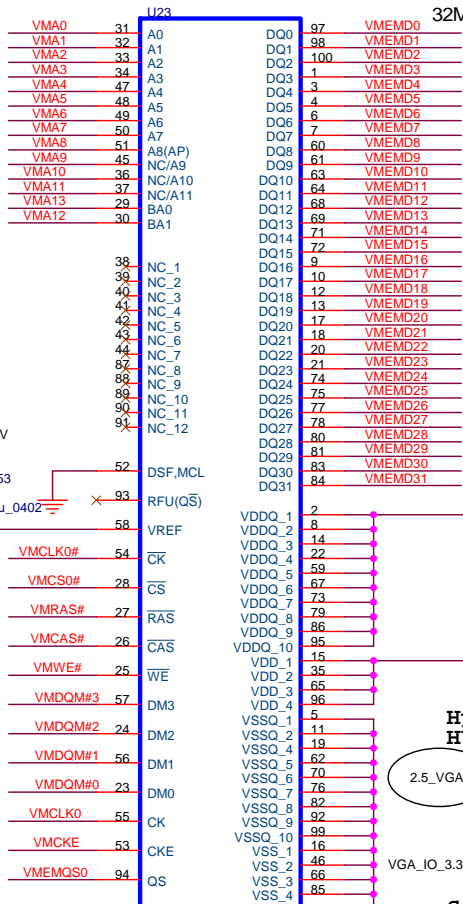 U23
32M
VMA0 31 A0
VMA1 32 A1
VMA2 33 A2
VMA3 34 A3
VMA4 47 A4
VMA5 48 A5
VMA6 49 A6
VMA7 50 A7
VMA8 51 A8(AP)
VMA9 45 NC/A9
VMA10 36 NC/A10
VMA11 37 NC/A11
VMA13 29 BA0
VMA12 30 BA1
38 NC_1
39 NC_2
40 NC_3
41 NC_4
42 NC_5
43 NC_6
44 NC_7
87 NC_8
88 NC_9
89 NC_10
90 NC_11
91 NC_12
V
53
u_0402
52 DSF,MCL
93 RFU(QS)
58 VREF
VMCLK0# 54 CK
VMCS0# 28 CS
VMRAS# 27 RAS
VMCAS# 26 CAS
VMWE# 25 WE
VMDQM#3 57 DM3
VMDQM#2 24 DM2
VMDQM#1 56 DM1
VMDQM#0 23 DM0
VMCLK0 55 CK
VMCKE 53 CKE
VMEMQS0 94 QS
DQ0 97 VMEMD0
DQ1 98 VMEMD1
DQ2 100 VMEMD2
DQ3 1 VMEMD3
DQ4 3 VMEMD4
DQ5 4 VMEMD5
DQ6 6 VMEMD6
DQ7 7 VMEMD7
DQ8 60 VMEMD8
DQ9 61 VMEMD9
DQ10 63 VMEMD10
DQ11 64 VMEMD11
DQ12 68 VMEMD12
DQ13 69 VMEMD13
DQ14 71 VMEMD14
DQ15 72 VMEMD15
DQ16 9 VMEMD16
DQ17 10 VMEMD17
DQ18 12 VMEMD18
DQ19 13 VMEMD19
DQ20 17 VMEMD20
DQ21 18 VMEMD21
DQ22 20 VMEMD22
DQ23 21 VMEMD23
DQ24 74 VMEMD24
DQ25 75 VMEMD25
DQ26 77 VMEMD26
DQ27 78 VMEMD27
DQ28 80 VMEMD28
DQ29 81 VMEMD29
DQ30 83 VMEMD30
DQ31 84 VMEMD31
VDDQ_1 2
VDDQ_2 8
VDDQ_3 14
VDDQ_4 22
VDDQ_5 59
VDDQ_6 67
VDDQ_7 73
VDDQ_8 79
VDDQ_9 86
VDDQ_10 95
VDD_1 15
VDD_2 35
VDD_3 65
VDD_4 96
VSSQ_1 5
VSSQ_2 11
VSSQ_4 19
VSSQ_5 62
VSSQ_6 70
VSSQ_7 76
VSSQ_8 82
VSSQ_9 92
VSSQ_10 99
VSS_1 16
VSS_2 46
VSS_3 66
VSS_4 85
2.5_VGA
VGA_IO_3.3